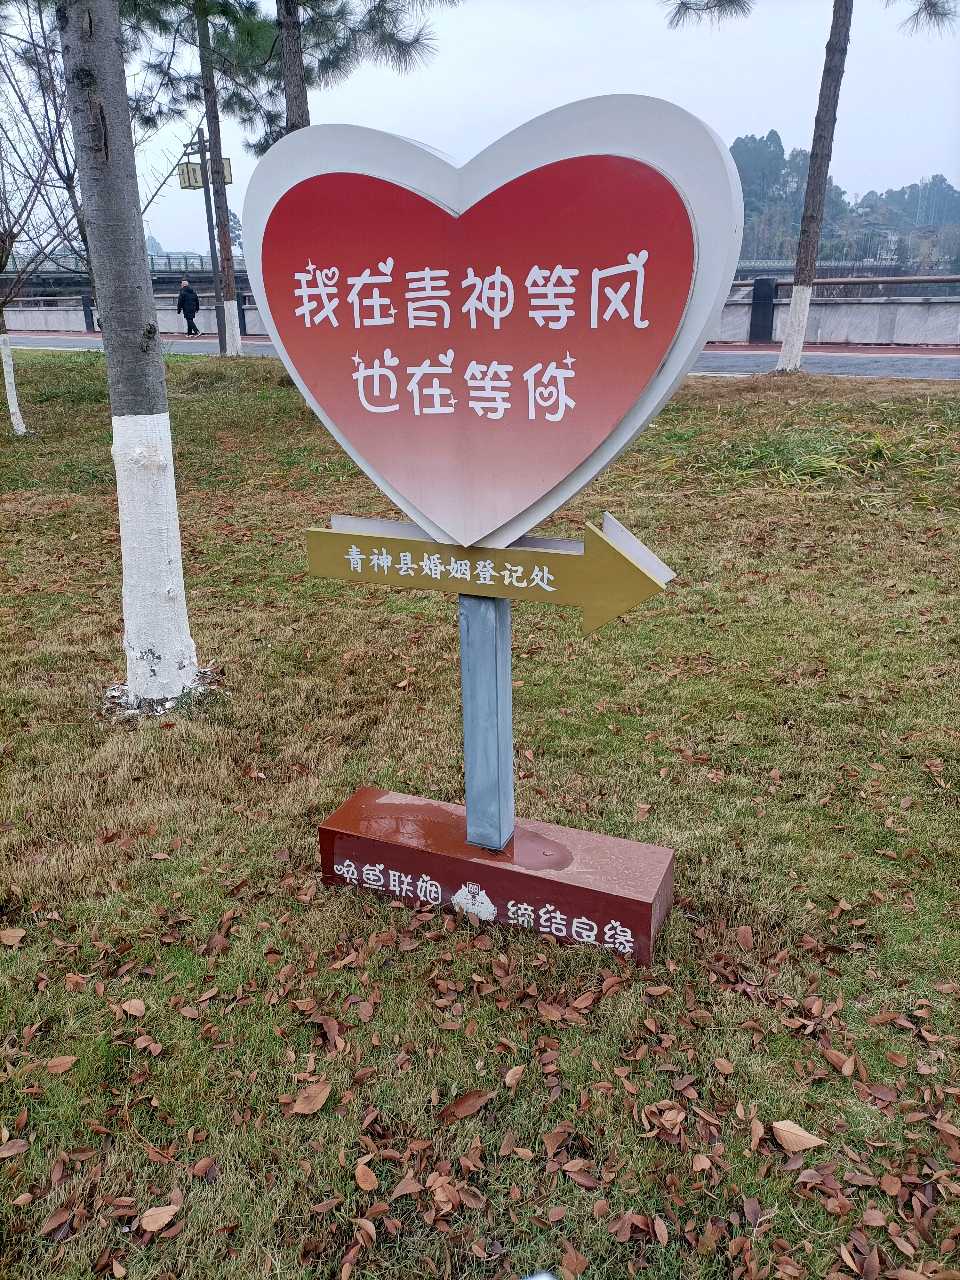 我在青神等风
也在等你
青神县婚姻登记处
唤鱼联姻 缔结良缘